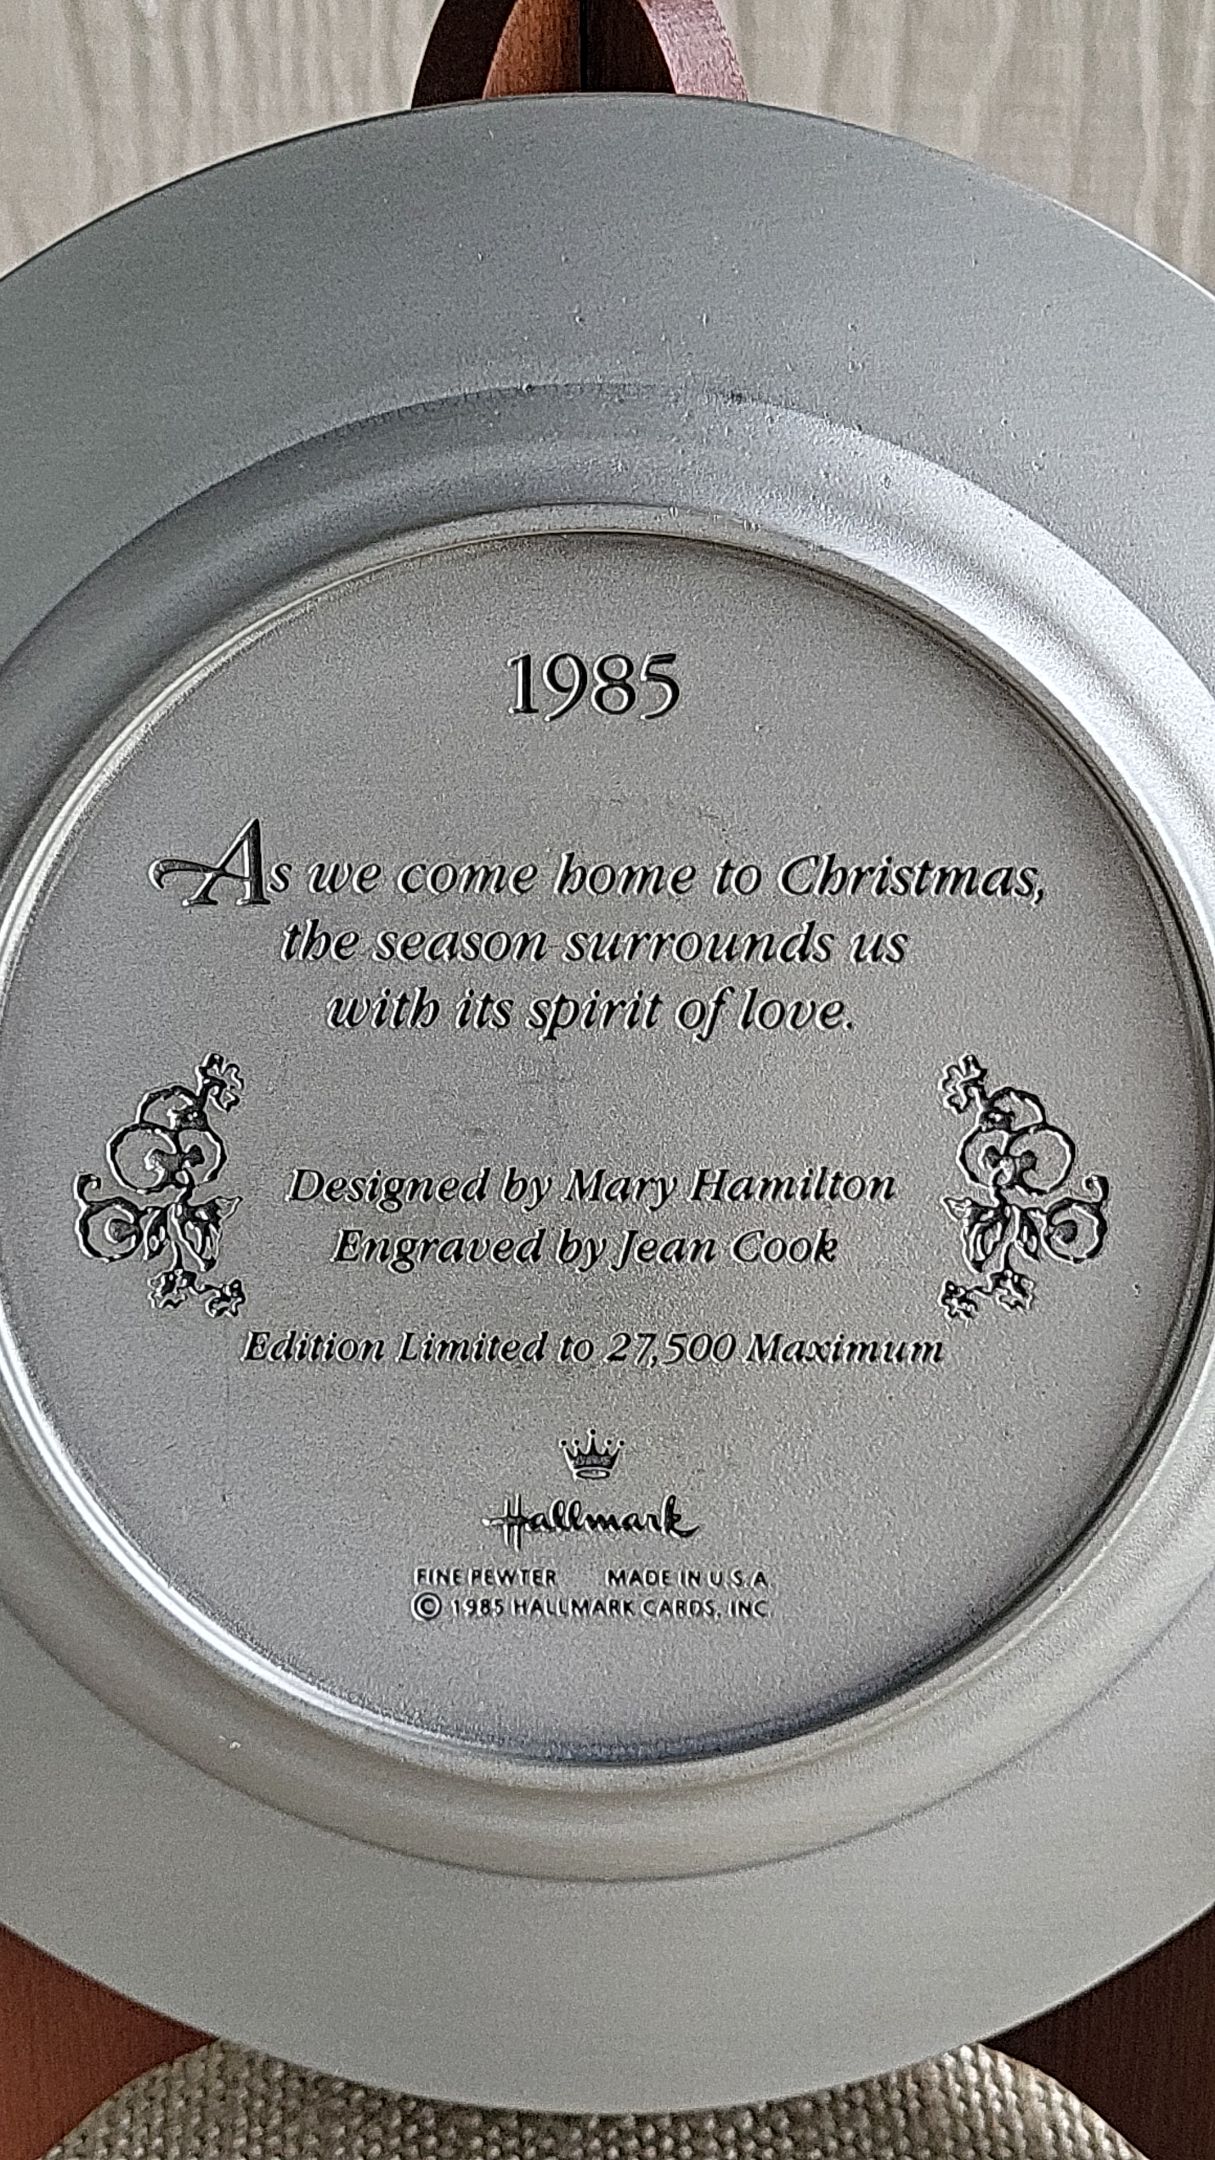 1985
As we come home to Christmas,
the season surrounds us
with its spirit of love.
Designed by Mary Hamilton
Engraved by Jean Cook
Edition Limited to 27,500 Maximum
Hallmark
FINE PEWTER MADE IN U.S.A.
© 1985 HALLMARK CARDS, INC.